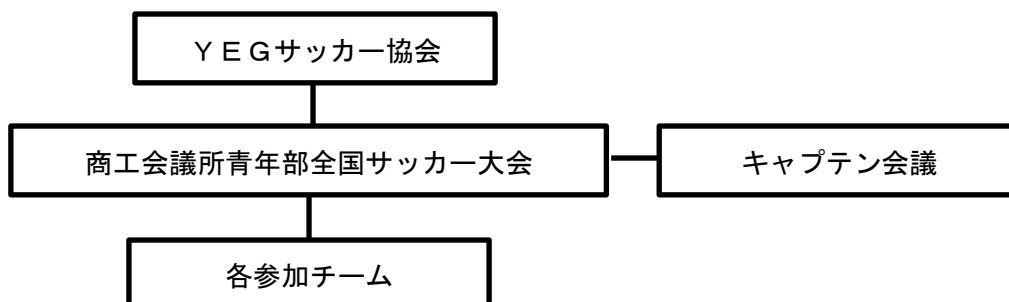 ＹＥＧサッカー協会
商工会議所青年部全国サッカー大会
キャプテン会議
各参加チーム